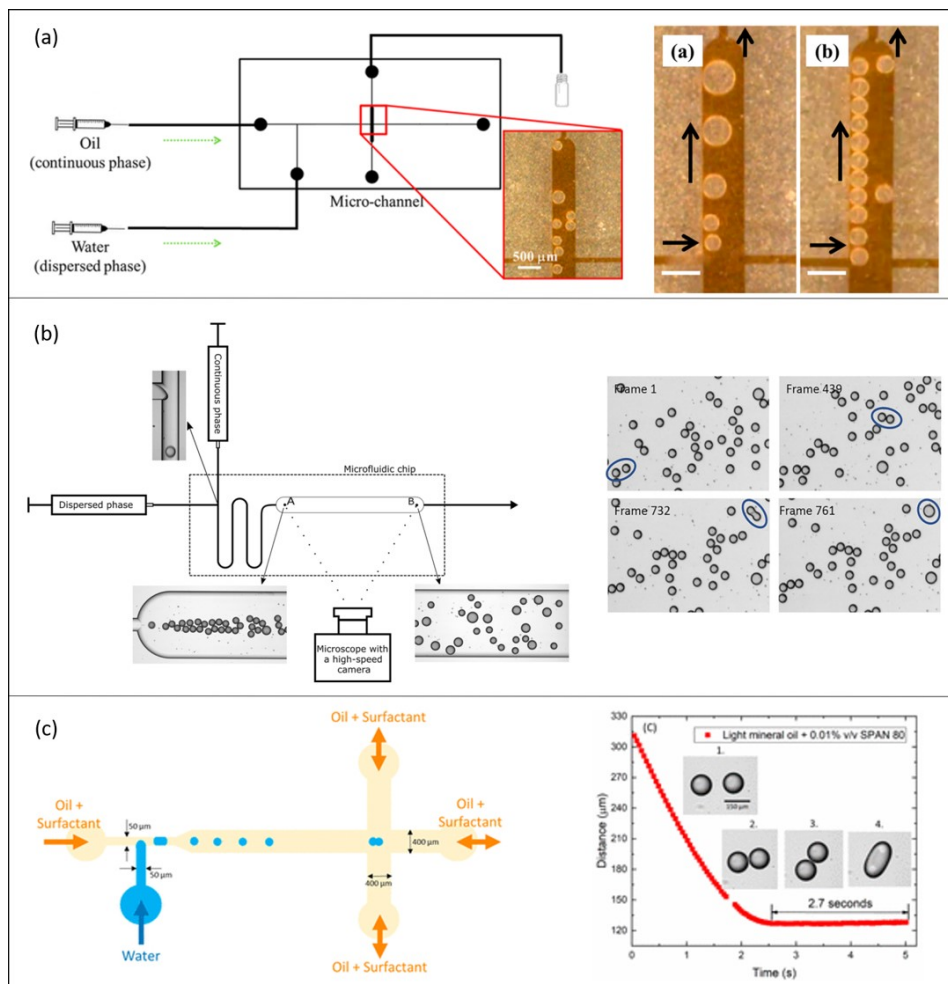 (a)
Oil
(continuous phase)
Water
(dispersed phase)
Micro-channel
500 μm
(a)
(b)
(b)
Continuous phase
Dispersed phase
Microfluidic chip
A
B
Microscope with
a high-speed
camera
Frame 1
Frame 439
Frame 732
Frame 761
(c)
Oil + Surfactant
Oil +
Surfactant
50 μm
50 μm
Water
400 μm
400 μm
Oil +
Surfactant
Oil + Surfactant
(C)
Light mineral oil + 0.01% v/v SPAN 80
1.
150 μm
2.
3.
4.
2.7 seconds
Distance (μm)
330
300
270
240
210
180
150
120
0
1
2
3
4
5
Time (s)